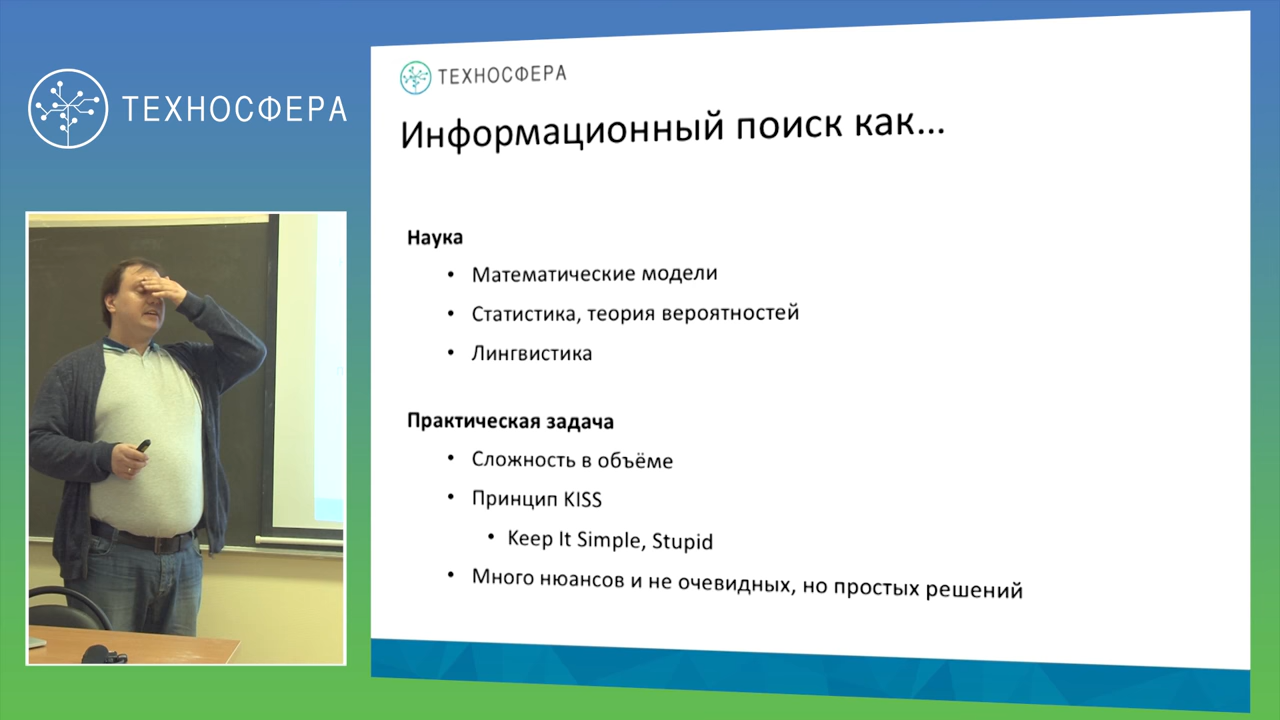 ТЕХНОСФЕРА
ТЕХНОСФЕРА
Информационный поиск как...
Наука
• Математические модели
• Статистика, теория вероятностей
• Лингвистика
Практическая задача
• Сложность в объёме
• Принцип KISS
• Keep It Simple, Stupid
• Много нюансов и не очевидных, но простых решений